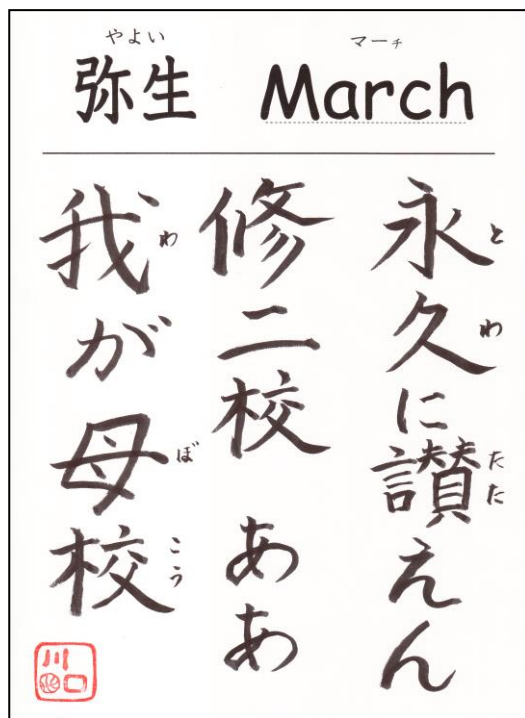 やよい マーチ
弥生 March
永久に讃えん
とわ たた
修二校 ああ
我が母校
わ ぼこう
川口